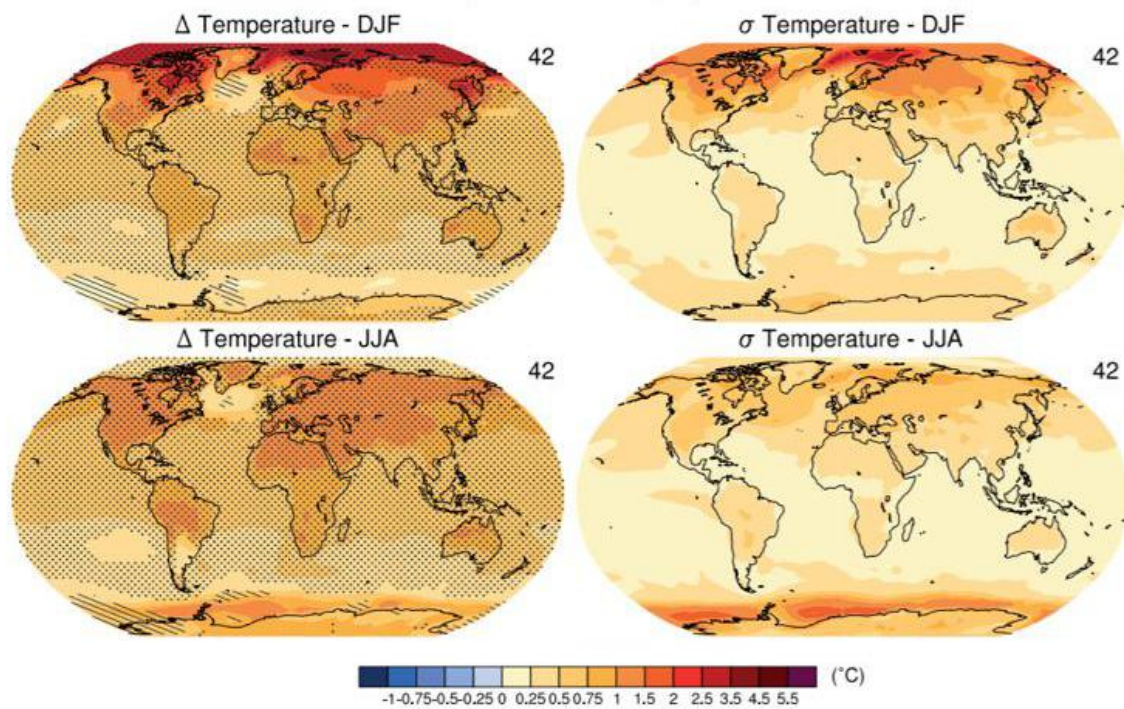 Δ Temperature - DJF
42
σ Temperature - DJF
42
Δ Temperature - JJA
42
σ Temperature - JJA
42
(°C)
-1 -0.75 -0.5 -0.25 0 0.25 0.5 0.75 1 1.5 2 2.5 3.5 4.5 5.5